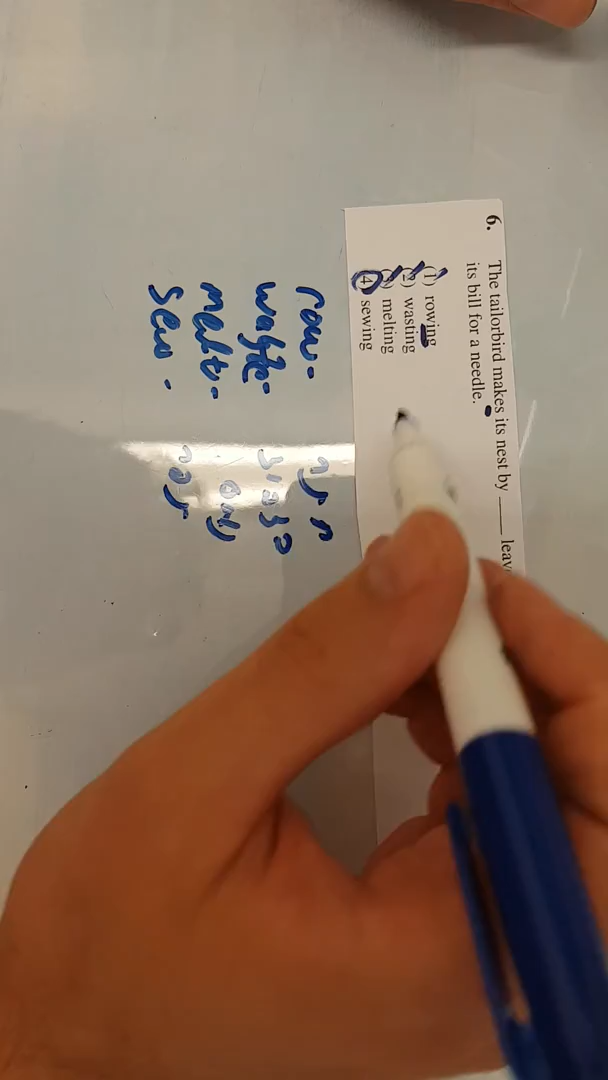 6. The tailorbird makes its nest by ____ leav
its bill for a needle.
(1) rowing
(2) wasting
(3) melting
(4) sewing
row-
waste-
melt-
sew-